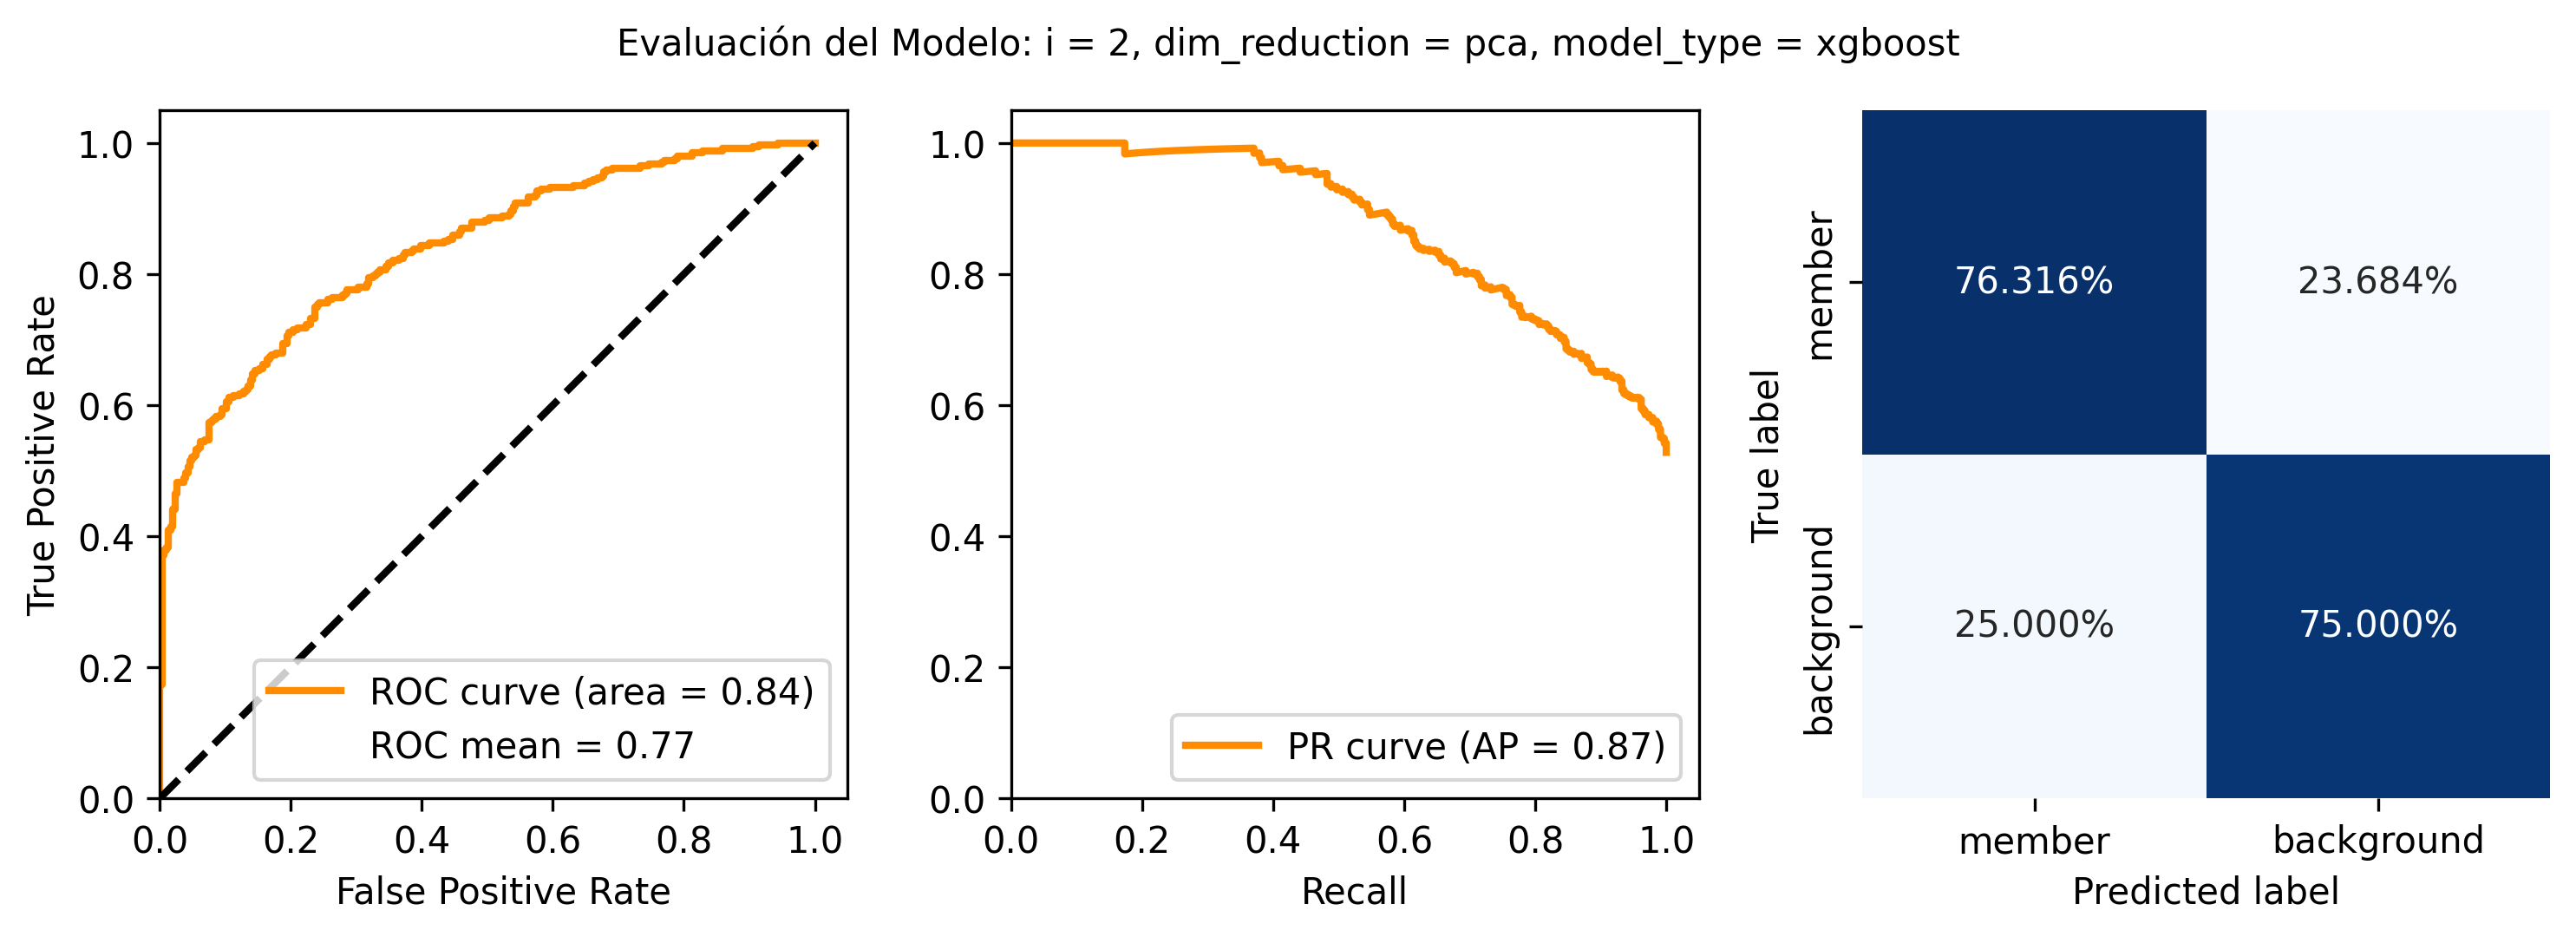 Evaluación del Modelo: i = 2, dim_reduction = pca, model_type = xgboost
True Positive Rate
1.0
0.8
0.6
0.4
0.2
0.0
0.0 0.2 0.4 0.6 0.8 1.0
False Positive Rate
ROC curve (area = 0.84)
ROC mean = 0.77
1.0
0.8
0.6
0.4
0.2
0.0
0.0 0.2 0.4 0.6 0.8 1.0
Recall
PR curve (AP = 0.87)
True label
member
background
76.316% 23.684%
25.000% 75.000%
member background
Predicted label